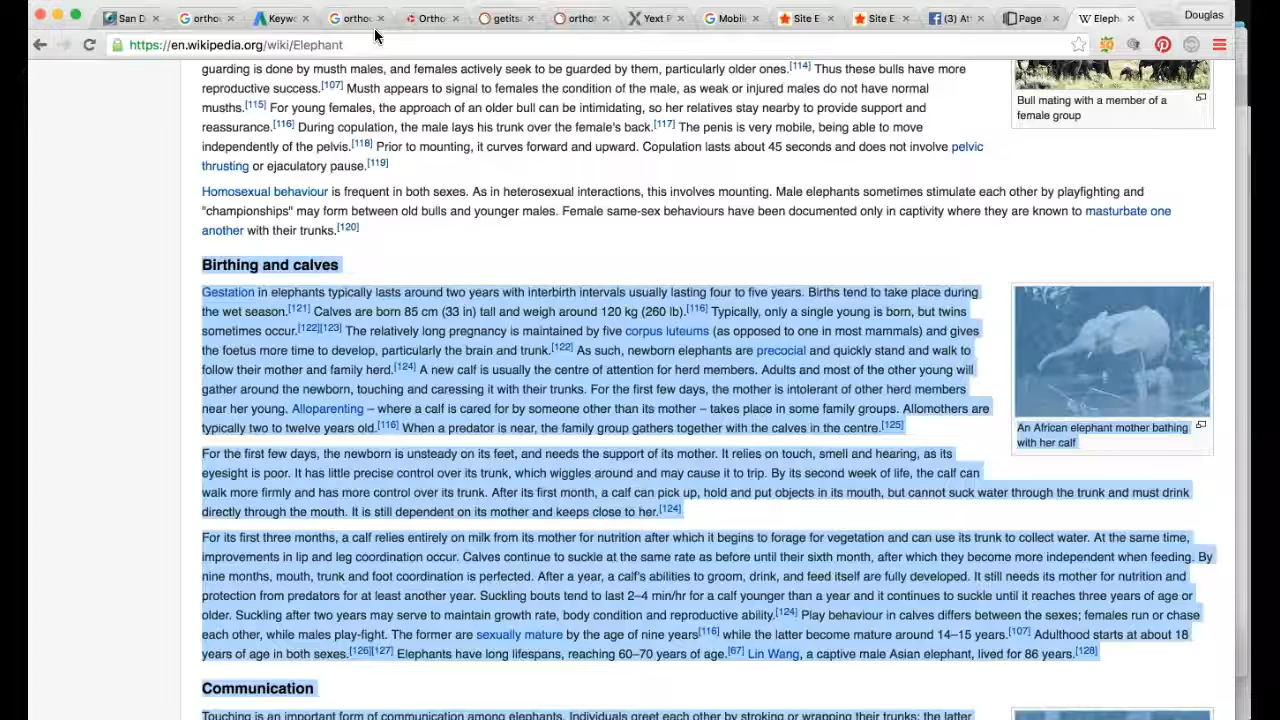 San D
ortho
Keyw
ortho
Ortho
getits
ortho
Yext P
Mobil
Site E
Site E
(3) At
Page
Eleph
Douglas
https://en.wikipedia.org/wiki/Elephant
guarding is done by musth males, and females actively seek to be guarded by them, particularly older ones.[114] Thus these bulls have more
reproductive success.[107] Musth appears to signal to females the condition of the male, as weak or injured males do not have normal
musths.[115] For young females, the approach of an older bull can be intimidating, so her relatives stay nearby to provide support and
reassurance.[116] During copulation, the male lays his trunk over the female's back.[117] The penis is very mobile, being able to move
independently of the pelvis.[118] Prior to mounting, it curves forward and upward. Copulation lasts about 45 seconds and does not involve pelvic
thrusting or ejaculatory pause.[119]
Bull mating with a member of a
female group
Homosexual behaviour is frequent in both sexes. As in heterosexual interactions, this involves mounting. Male elephants sometimes stimulate each other by playfighting and
"championships" may form between old bulls and younger males. Female same-sex behaviours have been documented only in captivity where they are known to masturbate one
another with their trunks.[120]
Birthing and calves
Gestation in elephants typically lasts around two years with interbirth intervals usually lasting four to five years. Births tend to take place during
the wet season.[121] Calves are born 85 cm (33 in) tall and weigh around 120 kg (260 lb).[116] Typically, only a single young is born, but twins
sometimes occur.[122][123] The relatively long pregnancy is maintained by five corpus luteums (as opposed to one in most mammals) and gives
the foetus more time to develop, particularly the brain and trunk.[122] As such, newborn elephants are precocial and quickly stand and walk to
follow their mother and family herd.[124] A new calf is usually the centre of attention for herd members. Adults and most of the other young will
gather around the newborn, touching and caressing it with their trunks. For the first few days, the mother is intolerant of other herd members
near her young. Alloparenting – where a calf is cared for by someone other than its mother – takes place in some family groups. Allomothers are
typically two to twelve years old.[116] When a predator is near, the family group gathers together with the calves in the centre.[125]
An African elephant mother bathing
with her calf
For the first few days, the newborn is unsteady on its feet, and needs the support of its mother. It relies on touch, smell and hearing, as its
eyesight is poor. It has little precise control over its trunk, which wiggles around and may cause it to trip. By its second week of life, the calf can
walk more firmly and has more control over its trunk. After its first month, a calf can pick up, hold and put objects in its mouth, but cannot suck water through the trunk and must drink
directly through the mouth. It is still dependent on its mother and keeps close to her.[124]
For its first three months, a calf relies entirely on milk from its mother for nutrition after which it begins to forage for vegetation and can use its trunk to collect water. At the same time,
improvements in lip and leg coordination occur. Calves continue to suckle at the same rate as before until their sixth month, after which they become more independent when feeding. By
nine months, mouth, trunk and foot coordination is perfected. After a year, a calf's abilities to groom, drink, and feed itself are fully developed. It still needs its mother for nutrition and
protection from predators for at least another year. Suckling bouts tend to last 2–4 min/hr for a calf younger than a year and it continues to suckle until it reaches three years of age or
older. Suckling after two years may serve to maintain growth rate, body condition and reproductive ability.[124] Play behaviour in calves differs between the sexes; females run or chase
each other, while males play-fight. The former are sexually mature by the age of nine years[116] while the latter become mature around 14–15 years.[107] Adulthood starts at about 18
years of age in both sexes.[126][127] Elephants have long lifespans, reaching 60–70 years of age.[67] Lin Wang, a captive male Asian elephant, lived for 86 years.[128]
Communication
Touching is an important form of communication among elephants. Individuals greet each other by stroking or wrapping their trunks; the latter